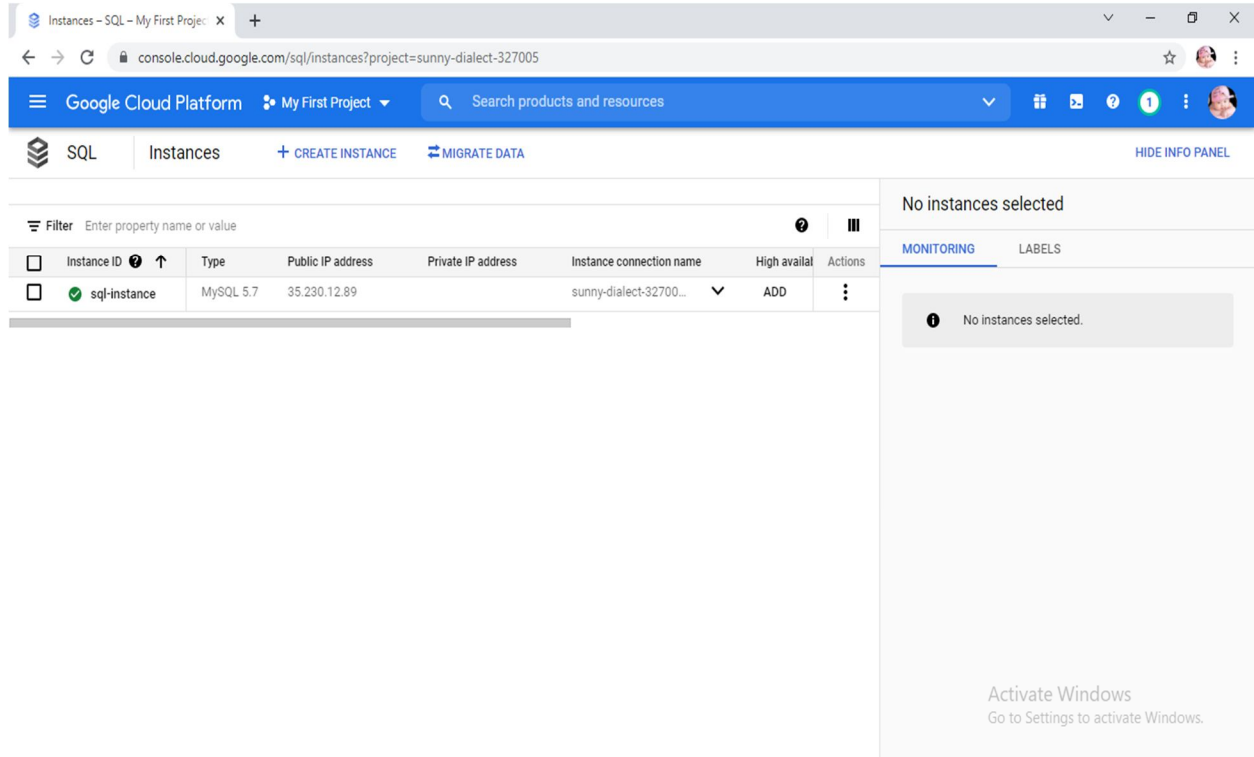 Instances – SQL – My First Projec
console.cloud.google.com/sql/instances?project=sunny-dialect-327005
Google Cloud Platform My First Project Search products and resources 1
SQL Instances + CREATE INSTANCE MIGRATE DATA HIDE INFO PANEL
No instances selected
Filter Enter property name or value
MONITORING LABELS
Instance ID Type Public IP address Private IP address Instance connection name High availal Actions
sql-instance MySQL 5.7 35.230.12.89 sunny-dialect-32700... ADD
No instances selected.
Activate Windows
Go to Settings to activate Windows.